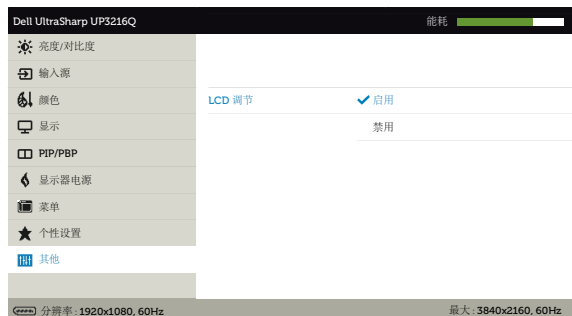 Dell UltraSharp UP3216Q 能耗
亮度/对比度
输入源
颜色 LCD 调节 启用
显示 禁用
PIP/PBP
显示器电源
菜单
个性设置
其他
分辨率: 1920x1080, 60Hz 最大: 3840x2160, 60Hz